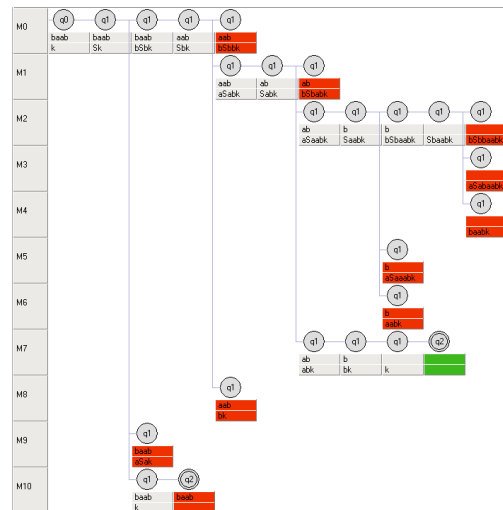 M0 q0 q1 q1 q1 q1
baab baab baab aab aab
k Sk bSbk Sbk bSbbk
M1 q1 q1 q1
aab ab ab
aSabk Sabk bSbabk
M2 q1 q1 q1 q1 q1
ab b b
aSaabk Saabk bSbaabk Sbaabk bSbbaabk
M3 q1
aSabaabk
M4 q1
baabk
M5 q1
b
aSaaabk
M6 q1
b
aabk
M7 q1 q1 q1 q2
ab b
abk bk k
M8 q1
aab
bk
M9 q1
baab
aSak
M10 q1 q2
baab baab
k